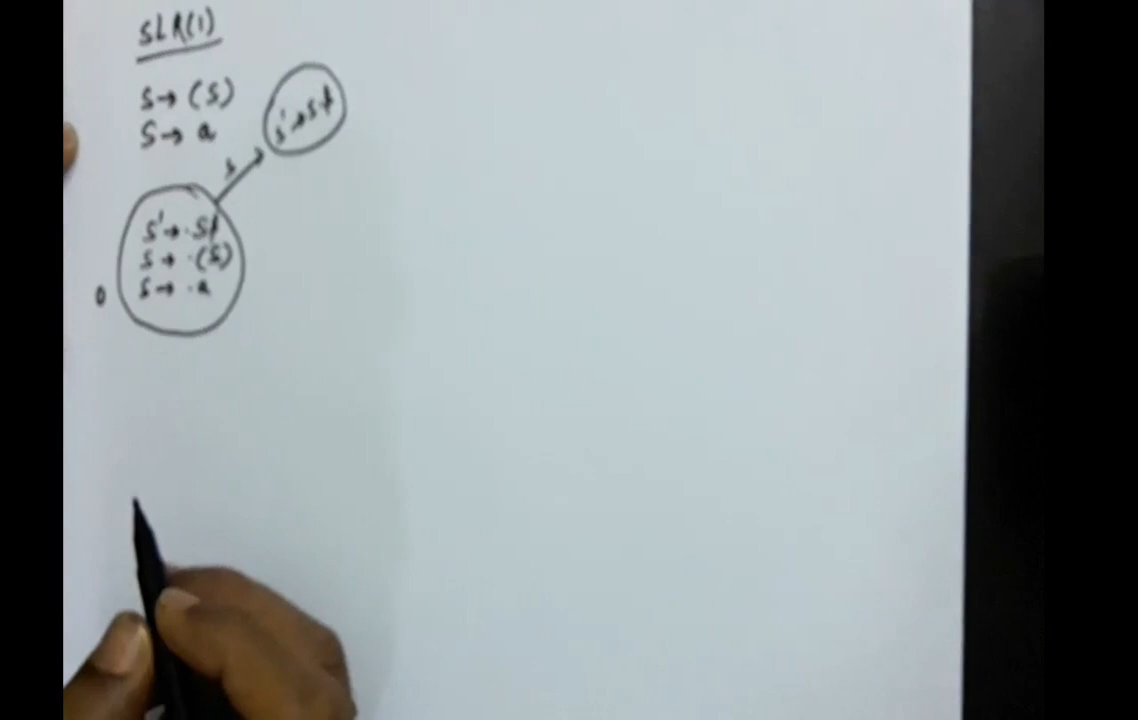 SLR(1)
S→ (S)
S→ a
S'→S$
S
S'→ .S$
S → .(S)
S→ .a
0